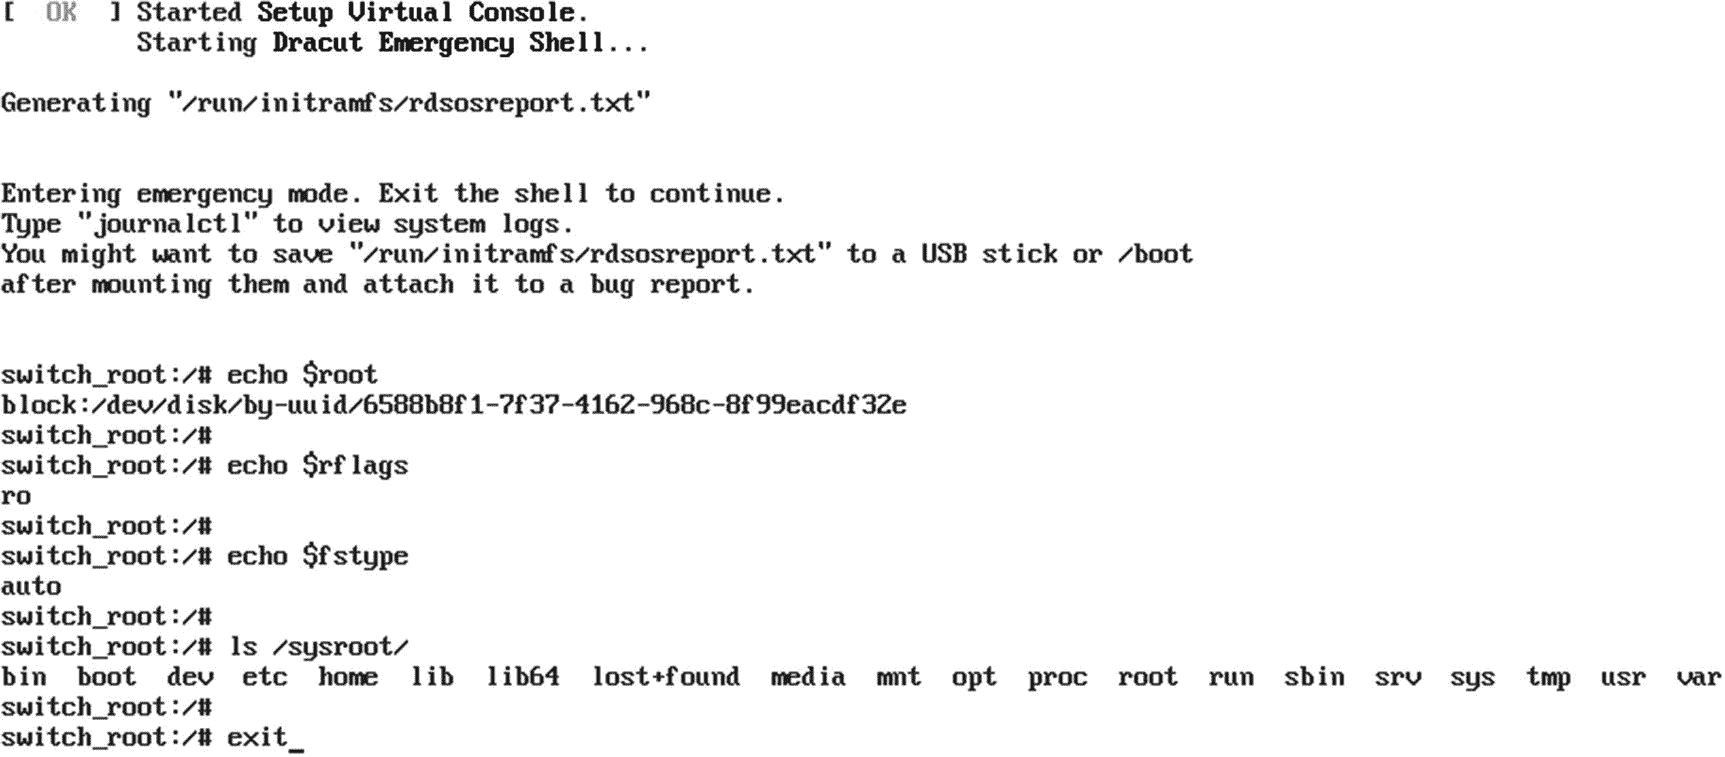 [  OK  ] Started Setup Virtual Console.
         Starting Dracut Emergency Shell...
Generating "/run/initramfs/rdsosreport.txt"
Entering emergency mode. Exit the shell to continue.
Type "journalctl" to view system logs.
You might want to save "/run/initramfs/rdsosreport.txt" to a USB stick or /boot
after mounting them and attach it to a bug report.
switch_root:/# echo $root
block:/dev/disk/by-uuid/6588b8f1-7f37-4162-968c-8f99eacdf32e
switch_root:/#
switch_root:/# echo $rflags
ro
switch_root:/#
switch_root:/# echo $fstype
auto
switch_root:/#
switch_root:/# ls /sysroot/
bin  boot  dev  etc  home  lib  lib64  lost+found  media  mnt  opt  proc  root  run  sbin  srv  sys  tmp  usr  var
switch_root:/#
switch_root:/# exit_